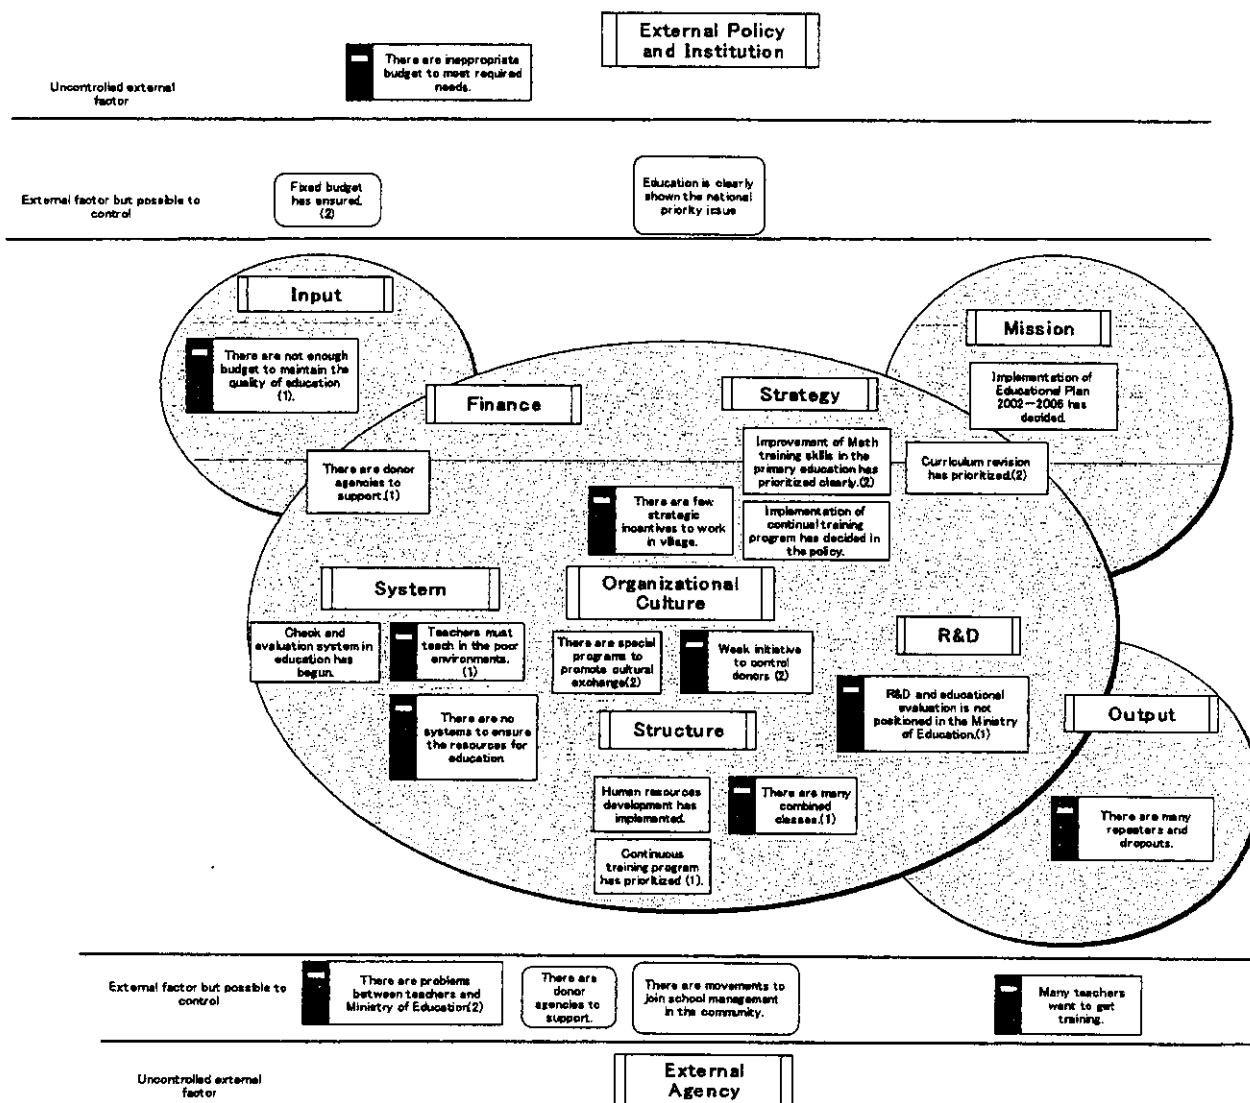 External Policy
and Institution
There are inappropriate
budget to meet required
needs.
Uncontrolled external
factor
External factor but possible to
control
Fixed budget
has ensured.
(2)
Education is clearly
shown the national
priority issue
Input
There are not enough
budget to maintain the
quality of education
(1).
Mission
Implementation of
Educational Plan
2002-2006 has
decided.
Finance
Strategy
There are donor
agencies to
support.(1)
Improvement of Math
training skills in the
primary education has
prioritized clearly.(2)
Curriculum revision
has prioritized.(2)
There are few
strategic
incentives to work
in village.
Implementation of
continual training
program has decided in
the policy.
System
Organizational
Culture
R&D
Check and
evaluation system in
education has
begun.
Teachers must
teach in the poor
environments.
(1)
There are special
programs to
promote cultural
exchange(2)
Weak initiative
to control
donors (2)
There are no
systems to ensure
the resources for
education
Structure
R&D and educational
evaluation is not
positioned in the Ministry
of Education.(1)
Output
Human resources
development has
implemented.
There are many
combined
classes.(1)
There are many
repeaters and
dropouts.
Continuous
training program
has prioritized (1).
External factor but possible to
control
There are problems
between teachers and
Ministry of Education(2)
There are
donor
agencies to
support.
There are movements to
join school management
in the community.
Many teachers
want to get
training.
Uncontrolled external
factor
External
Agency